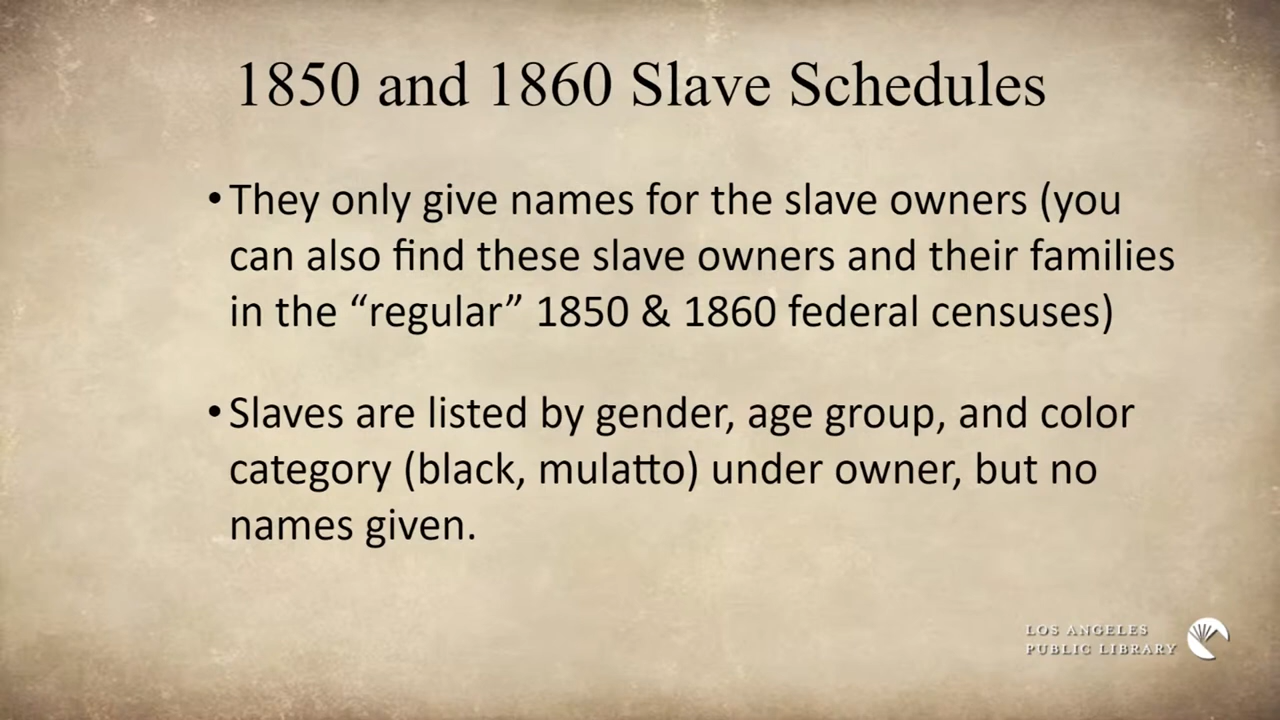 1850 and 1860 Slave Schedules
• They only give names for the slave owners (you
can also find these slave owners and their families
in the “regular” 1850 & 1860 federal censuses)
• Slaves are listed by gender, age group, and color
category (black, mulatto) under owner, but no
names given.
LOS ANGELES
PUBLIC LIBRARY